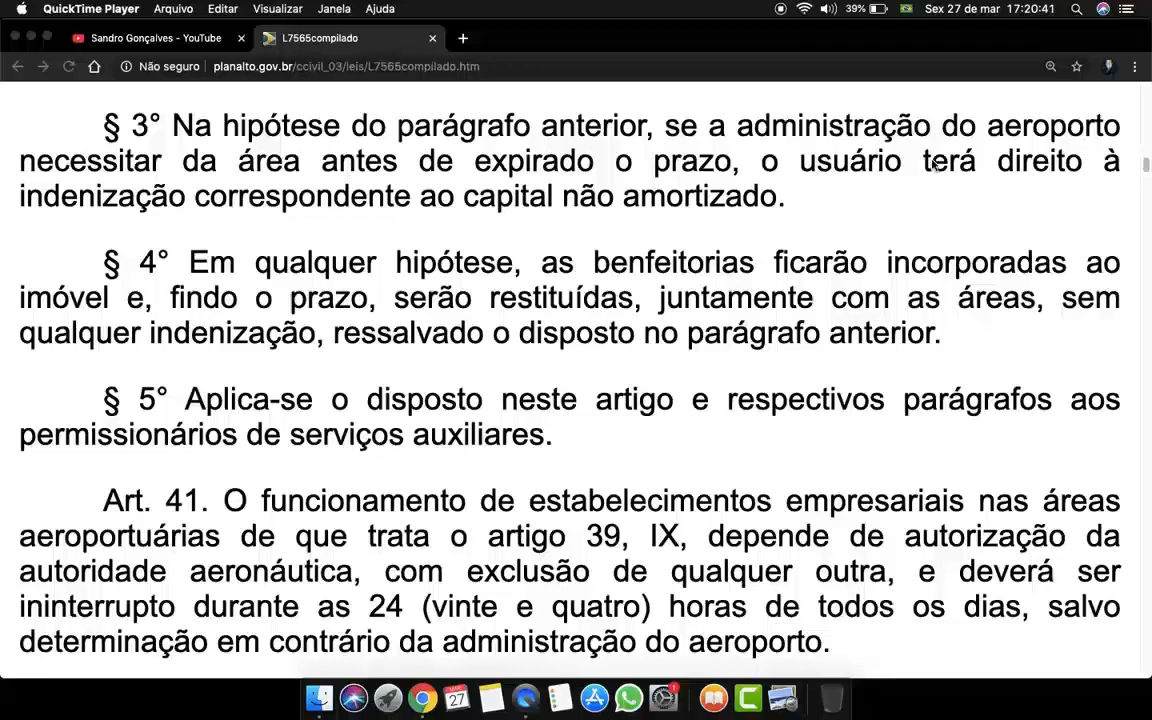 QuickTime Player Arquivo Editar Visualizar Janela Ajuda 39% Sex 27 de mar 17:20:41
Sandro Gonçalves - YouTube L7565compilado
Não seguro planalto.gov.br/ccivil_03/leis/L7565compilado.htm
§ 3° Na hipótese do parágrafo anterior, se a administração do aeroporto
necessitar da área antes de expirado o prazo, o usuário terá direito à
indenização correspondente ao capital não amortizado.
§ 4° Em qualquer hipótese, as benfeitorias ficarão incorporadas ao
imóvel e, findo o prazo, serão restituídas, juntamente com as áreas, sem
qualquer indenização, ressalvado o disposto no parágrafo anterior.
§ 5° Aplica-se o disposto neste artigo e respectivos parágrafos aos
permissionários de serviços auxiliares.
Art. 41. O funcionamento de estabelecimentos empresariais nas áreas
aeroportuárias de que trata o artigo 39, IX, depende de autorização da
autoridade aeronáutica, com exclusão de qualquer outra, e deverá ser
ininterrupto durante as 24 (vinte e quatro) horas de todos os dias, salvo
determinação em contrário da administração do aeroporto.
27
1